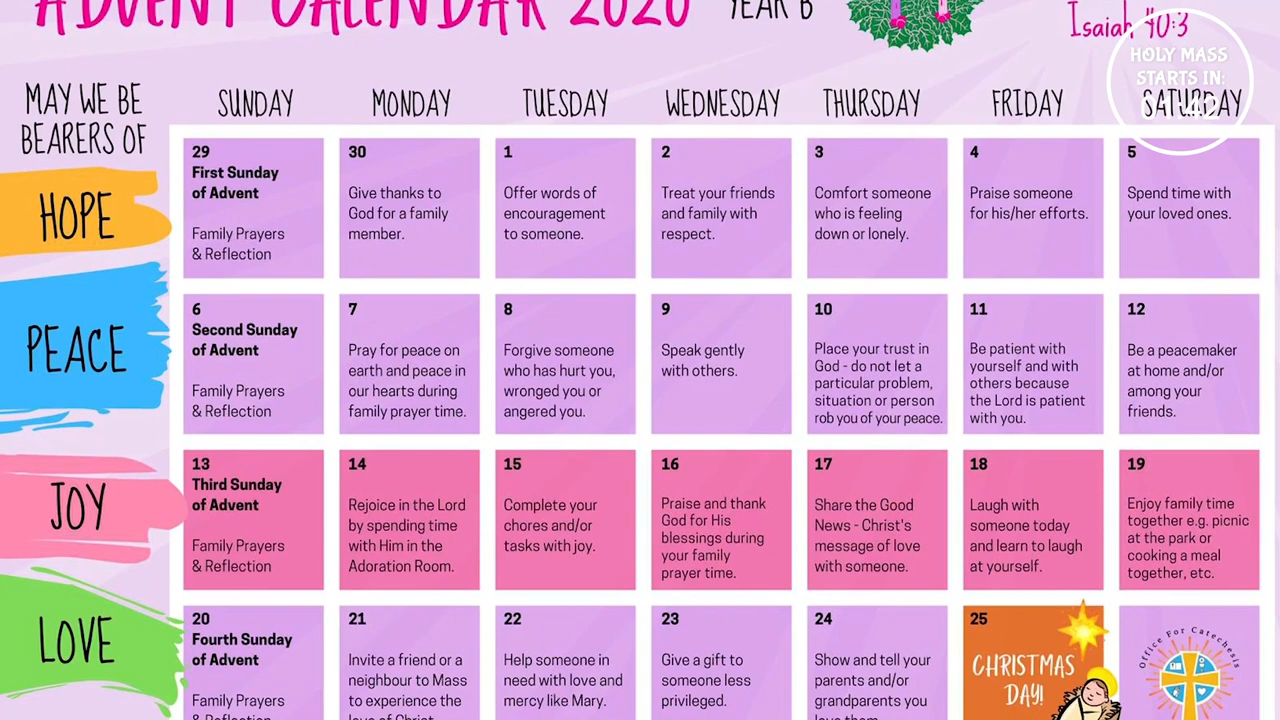 ADVENT CALENDAR 2020
YEAR B
Isaiah 40:3
HOLY MASS
STARTS IN:
MAY WE BE
BEARERS OF
SUNDAY
MONDAY
TUESDAY
WEDNESDAY
THURSDAY
FRIDAY
SATURDAY
HOPE
29
First Sunday
of Advent
Family Prayers
& Reflection
30
Give thanks to
God for a family
member.
1
Offer words of
encouragement
to someone.
2
Treat your friends
and family with
respect.
3
Comfort someone
who is feeling
down or lonely.
4
Praise someone
for his/her efforts.
5
Spend time with
your loved ones.
PEACE
6
Second Sunday
of Advent
Family Prayers
& Reflection
7
Pray for peace on
earth and peace in
our hearts during
family prayer time.
8
Forgive someone
who has hurt you,
wronged you or
angered you.
9
Speak gently
with others.
10
Place your trust in
God - do not let a
particular problem,
situation or person
rob you of your peace.
11
Be patient with
yourself and with
others because
the Lord is patient
with you.
12
Be a peacemaker
at home and/or
among your
friends.
JOY
13
Third Sunday
of Advent
Family Prayers
& Reflection
14
Rejoice in the Lord
by spending time
with Him in the
Adoration Room.
15
Complete your
chores and/or
tasks with joy.
16
Praise and thank
God for His
blessings during
your family
prayer time.
17
Share the Good
News - Christ's
message of love
with someone.
18
Laugh with
someone today
and learn to laugh
at yourself.
19
Enjoy family time
together e.g. picnic
at the park or
cooking a meal
together, etc.
LOVE
20
Fourth Sunday
of Advent
Family Prayers
& Reflection
21
Invite a friend or a
neighbour to Mass
to experience the
love of Christ
22
Help someone in
need with love and
mercy like Mary.
23
Give a gift to
someone less
privileged.
24
Show and tell your
parents and/or
grandparents you
love them
25
CHRISTMAS
DAY!
Office For Catechesis